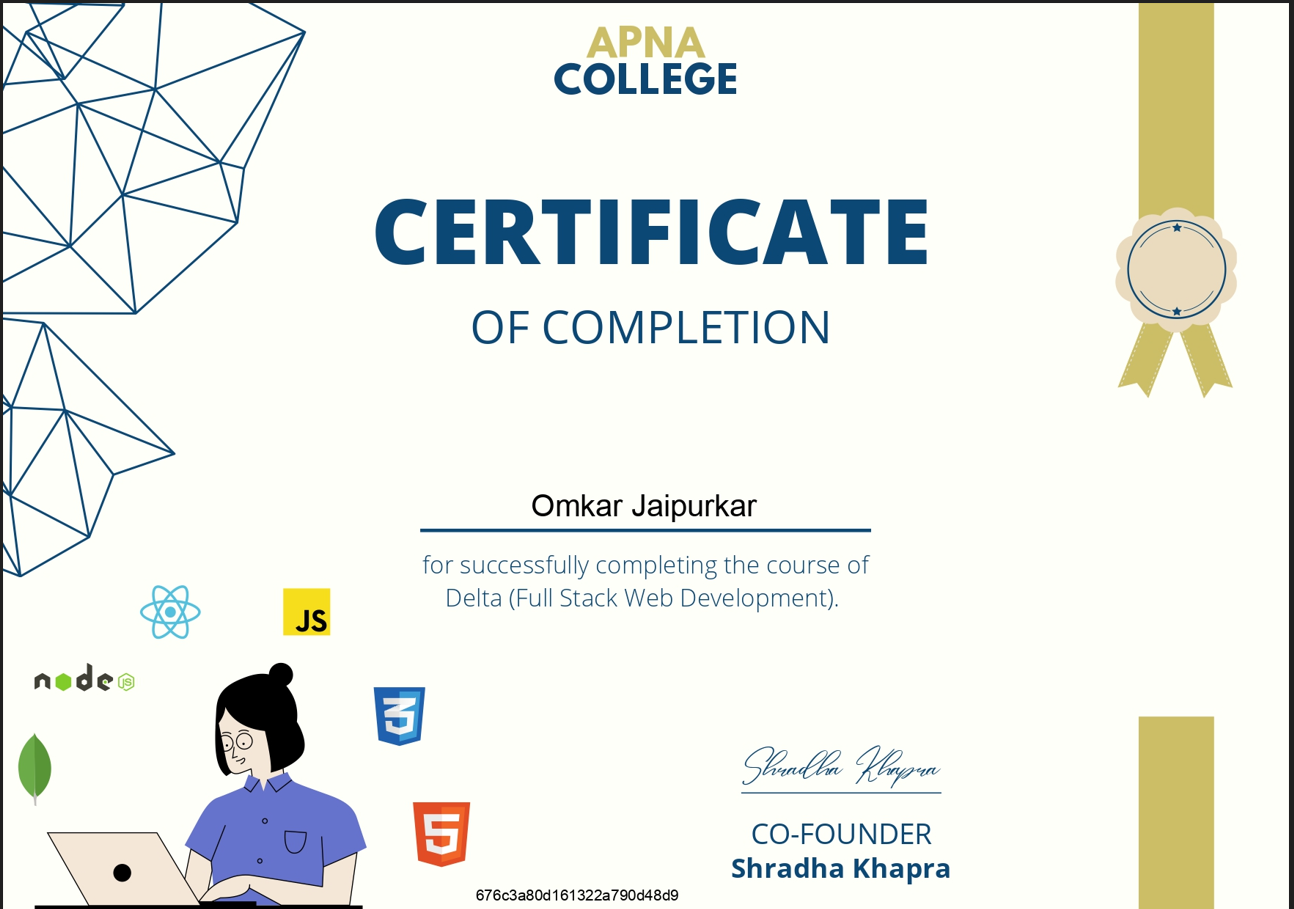 APNA
COLLEGE
CERTIFICATE
OF COMPLETION
Omkar Jaipurkar
for successfully completing the course of
Delta (Full Stack Web Development).
JS
node
JS
3
5
Shradha Khapra
CO-FOUNDER
Shradha Khapra
676c3a80d161322a790d48d9